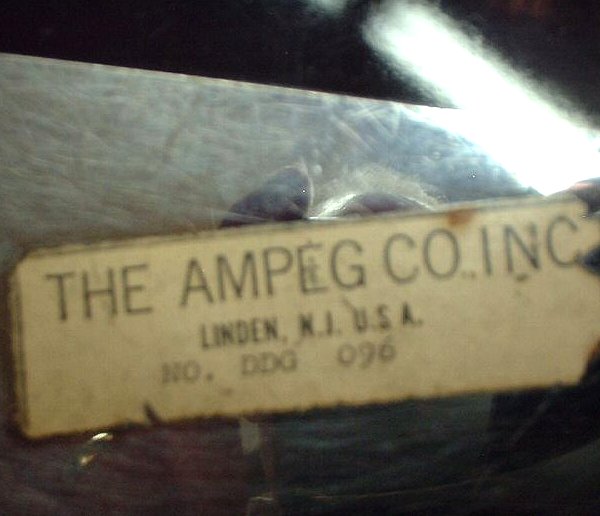 THE AMPEG CO. INC
LINDEN, N.J. U.S.A.
NO. DDG 096